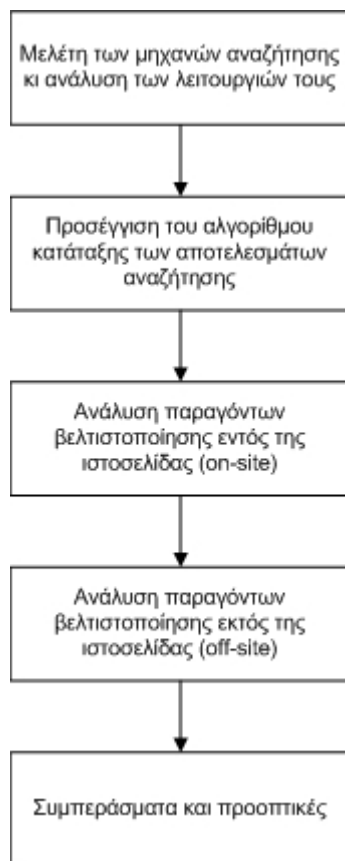 Μελέτη των μηχανών αναζήτησης
κι ανάλυση των λειτουργιών τους
Προσέγγιση του αλγορίθμου
κατάταξης των αποτελεσμάτων
αναζήτησης
Ανάλυση παραγόντων
βελτιστοποίησης εντός της
ιστοσελίδας (on-site)
Ανάλυση παραγόντων
βελτιστοποίησης εκτός της
ιστοσελίδας (off-site)
Συμπεράσματα και προοπτικές